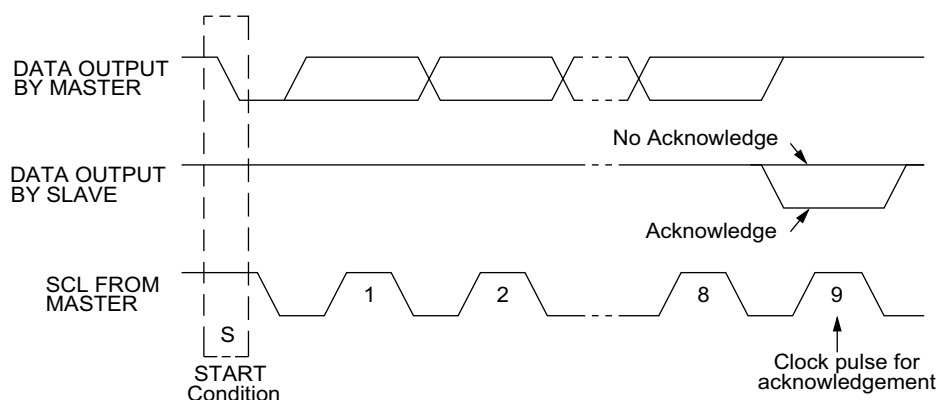 DATA OUTPUT
BY MASTER
No Acknowledge
DATA OUTPUT
BY SLAVE
Acknowledge
SCL FROM
MASTER
1
2
8
9
S
START
Condition
Clock pulse for
acknowledgement